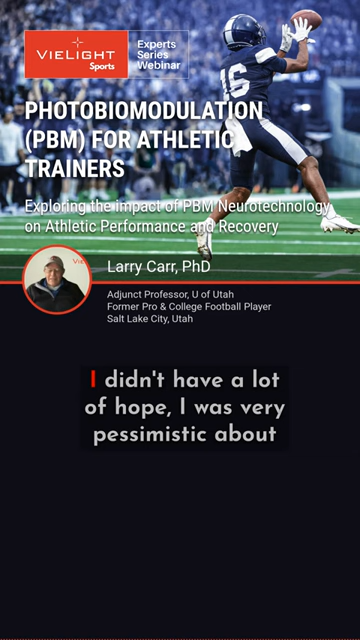 VIELIGHT
Sports
Experts
Series
Webinar
16
PHOTOBIOMODULATION
(PBM) FOR ATHLETIC
TRAINERS
Exploring the impact of PBM Neurotechnology
on Athletic Performance and Recovery
Larry Carr, PhD
Adjunct Professor, U of Utah
Former Pro & College Football Player
Salt Lake City, Utah
I didn't have a lot
of hope, I was very
pessimistic about